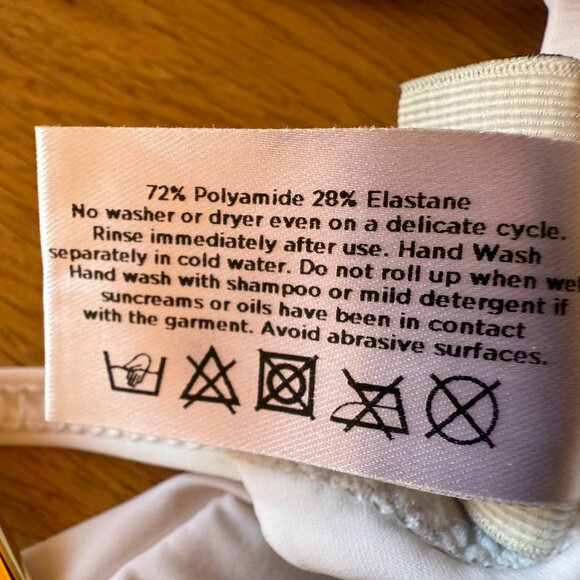 72% Polyamide 28% Elastane
No washer or dryer even on a delicate cycle.
Rinse immediately after use. Hand Wash
separately in cold water. Do not roll up when wet
Hand wash with shampoo or mild detergent if
suncreams or oils have been in contact
with the garment. Avoid abrasive surfaces.